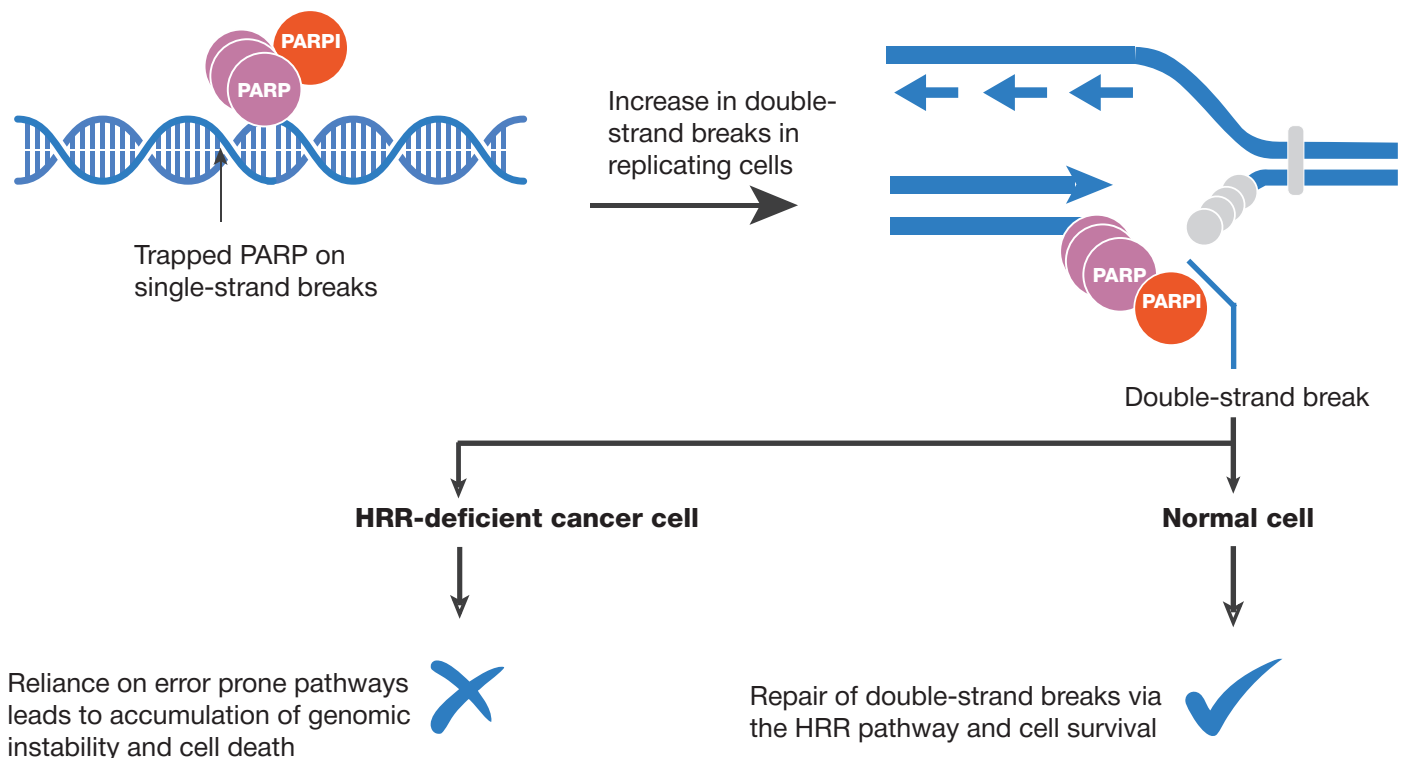 PARPI
PARP
Trapped PARP on
single-strand breaks
Increase in double-
strand breaks in
replicating cells
PARP
PARPI
Double-strand break
HRR-deficient cancer cell
Normal cell
Reliance on error prone pathways
leads to accumulation of genomic
instability and cell death
Repair of double-strand breaks via
the HRR pathway and cell survival